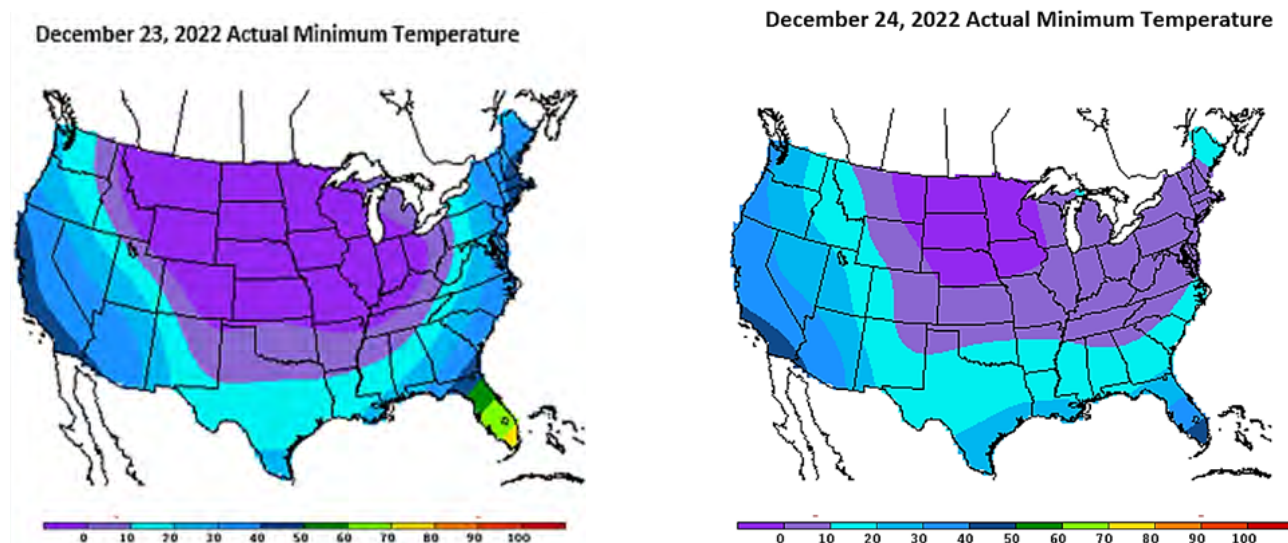 December 23, 2022 Actual Minimum Temperature
December 24, 2022 Actual Minimum Temperature
0 10 20 30 40 50 60 70 80 90 100
0 10 20 30 40 50 60 70 80 90 100